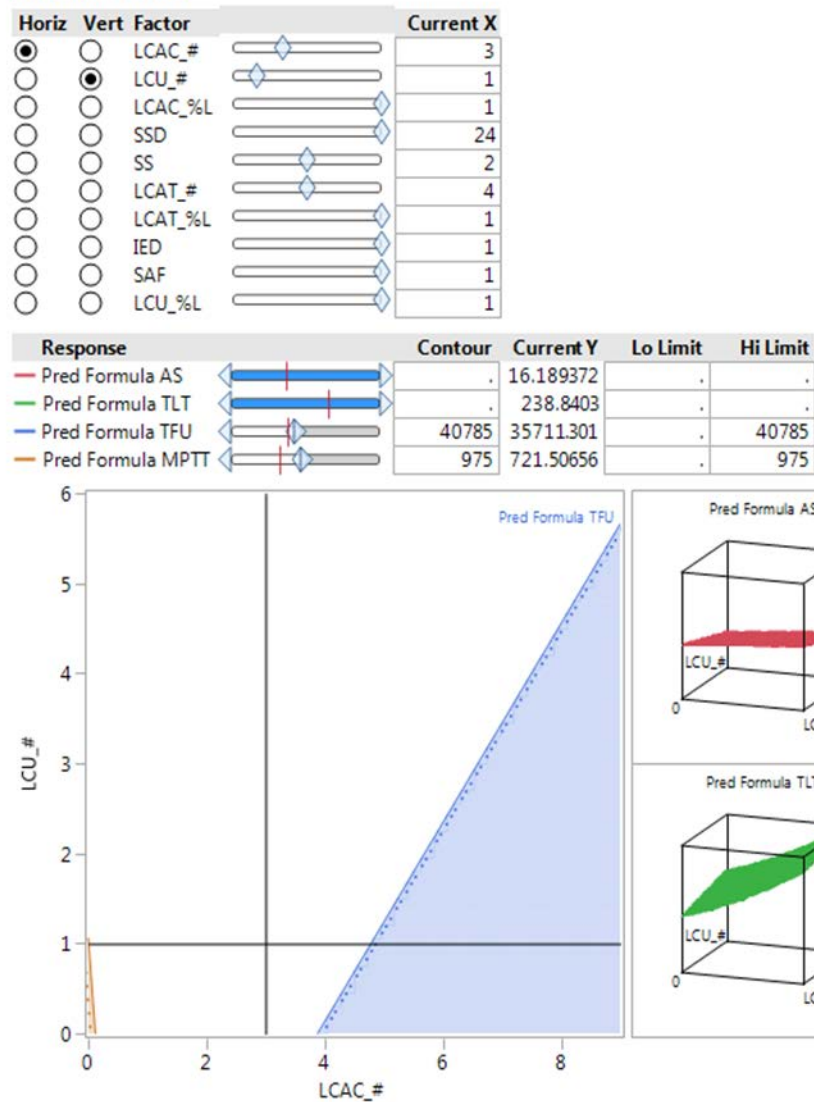 Horiz Vert Factor Current X
LCAC_# 3
LCU_# 1
LCAC_%L 1
SSD 24
SS 2
LCAT_# 4
LCAT_%L 1
IED 1
SAF 1
LCU_%L 1
Response Contour Current Y Lo Limit Hi Limit
Pred Formula AS . 16.189372 . .
Pred Formula TLT . 238.8403 . .
Pred Formula TFU 40785 35711.301 . 40785
Pred Formula MPTT 975 721.50656 . 975
6
5
4
3
2
1
0
LCU_#
Pred Formula TFU
0 2 4 6 8
LCAC_#
Pred Formula AS
LCU_#
0
LC
Pred Formula TLT
LCU_#
0
LC